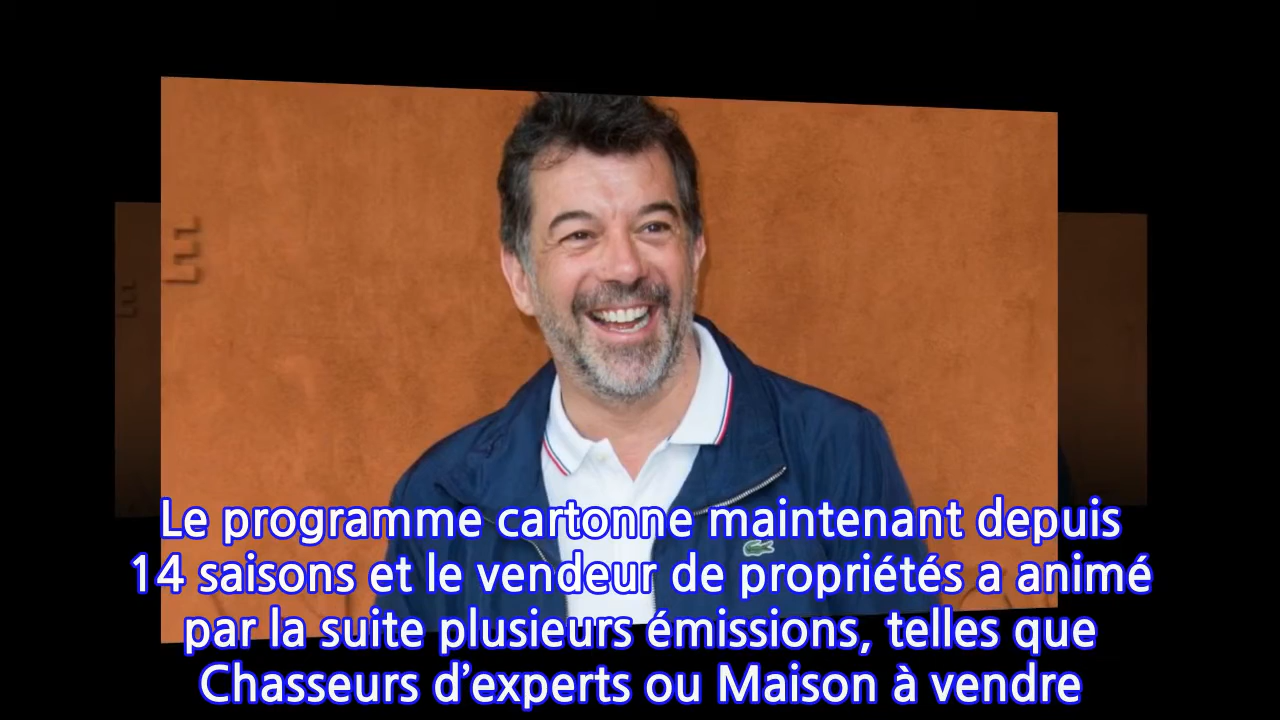 Le programme cartonne maintenant depuis
14 saisons et le vendeur de propriétés a animé
par la suite plusieurs émissions, telles que
Chasseurs d’experts ou Maison à vendre